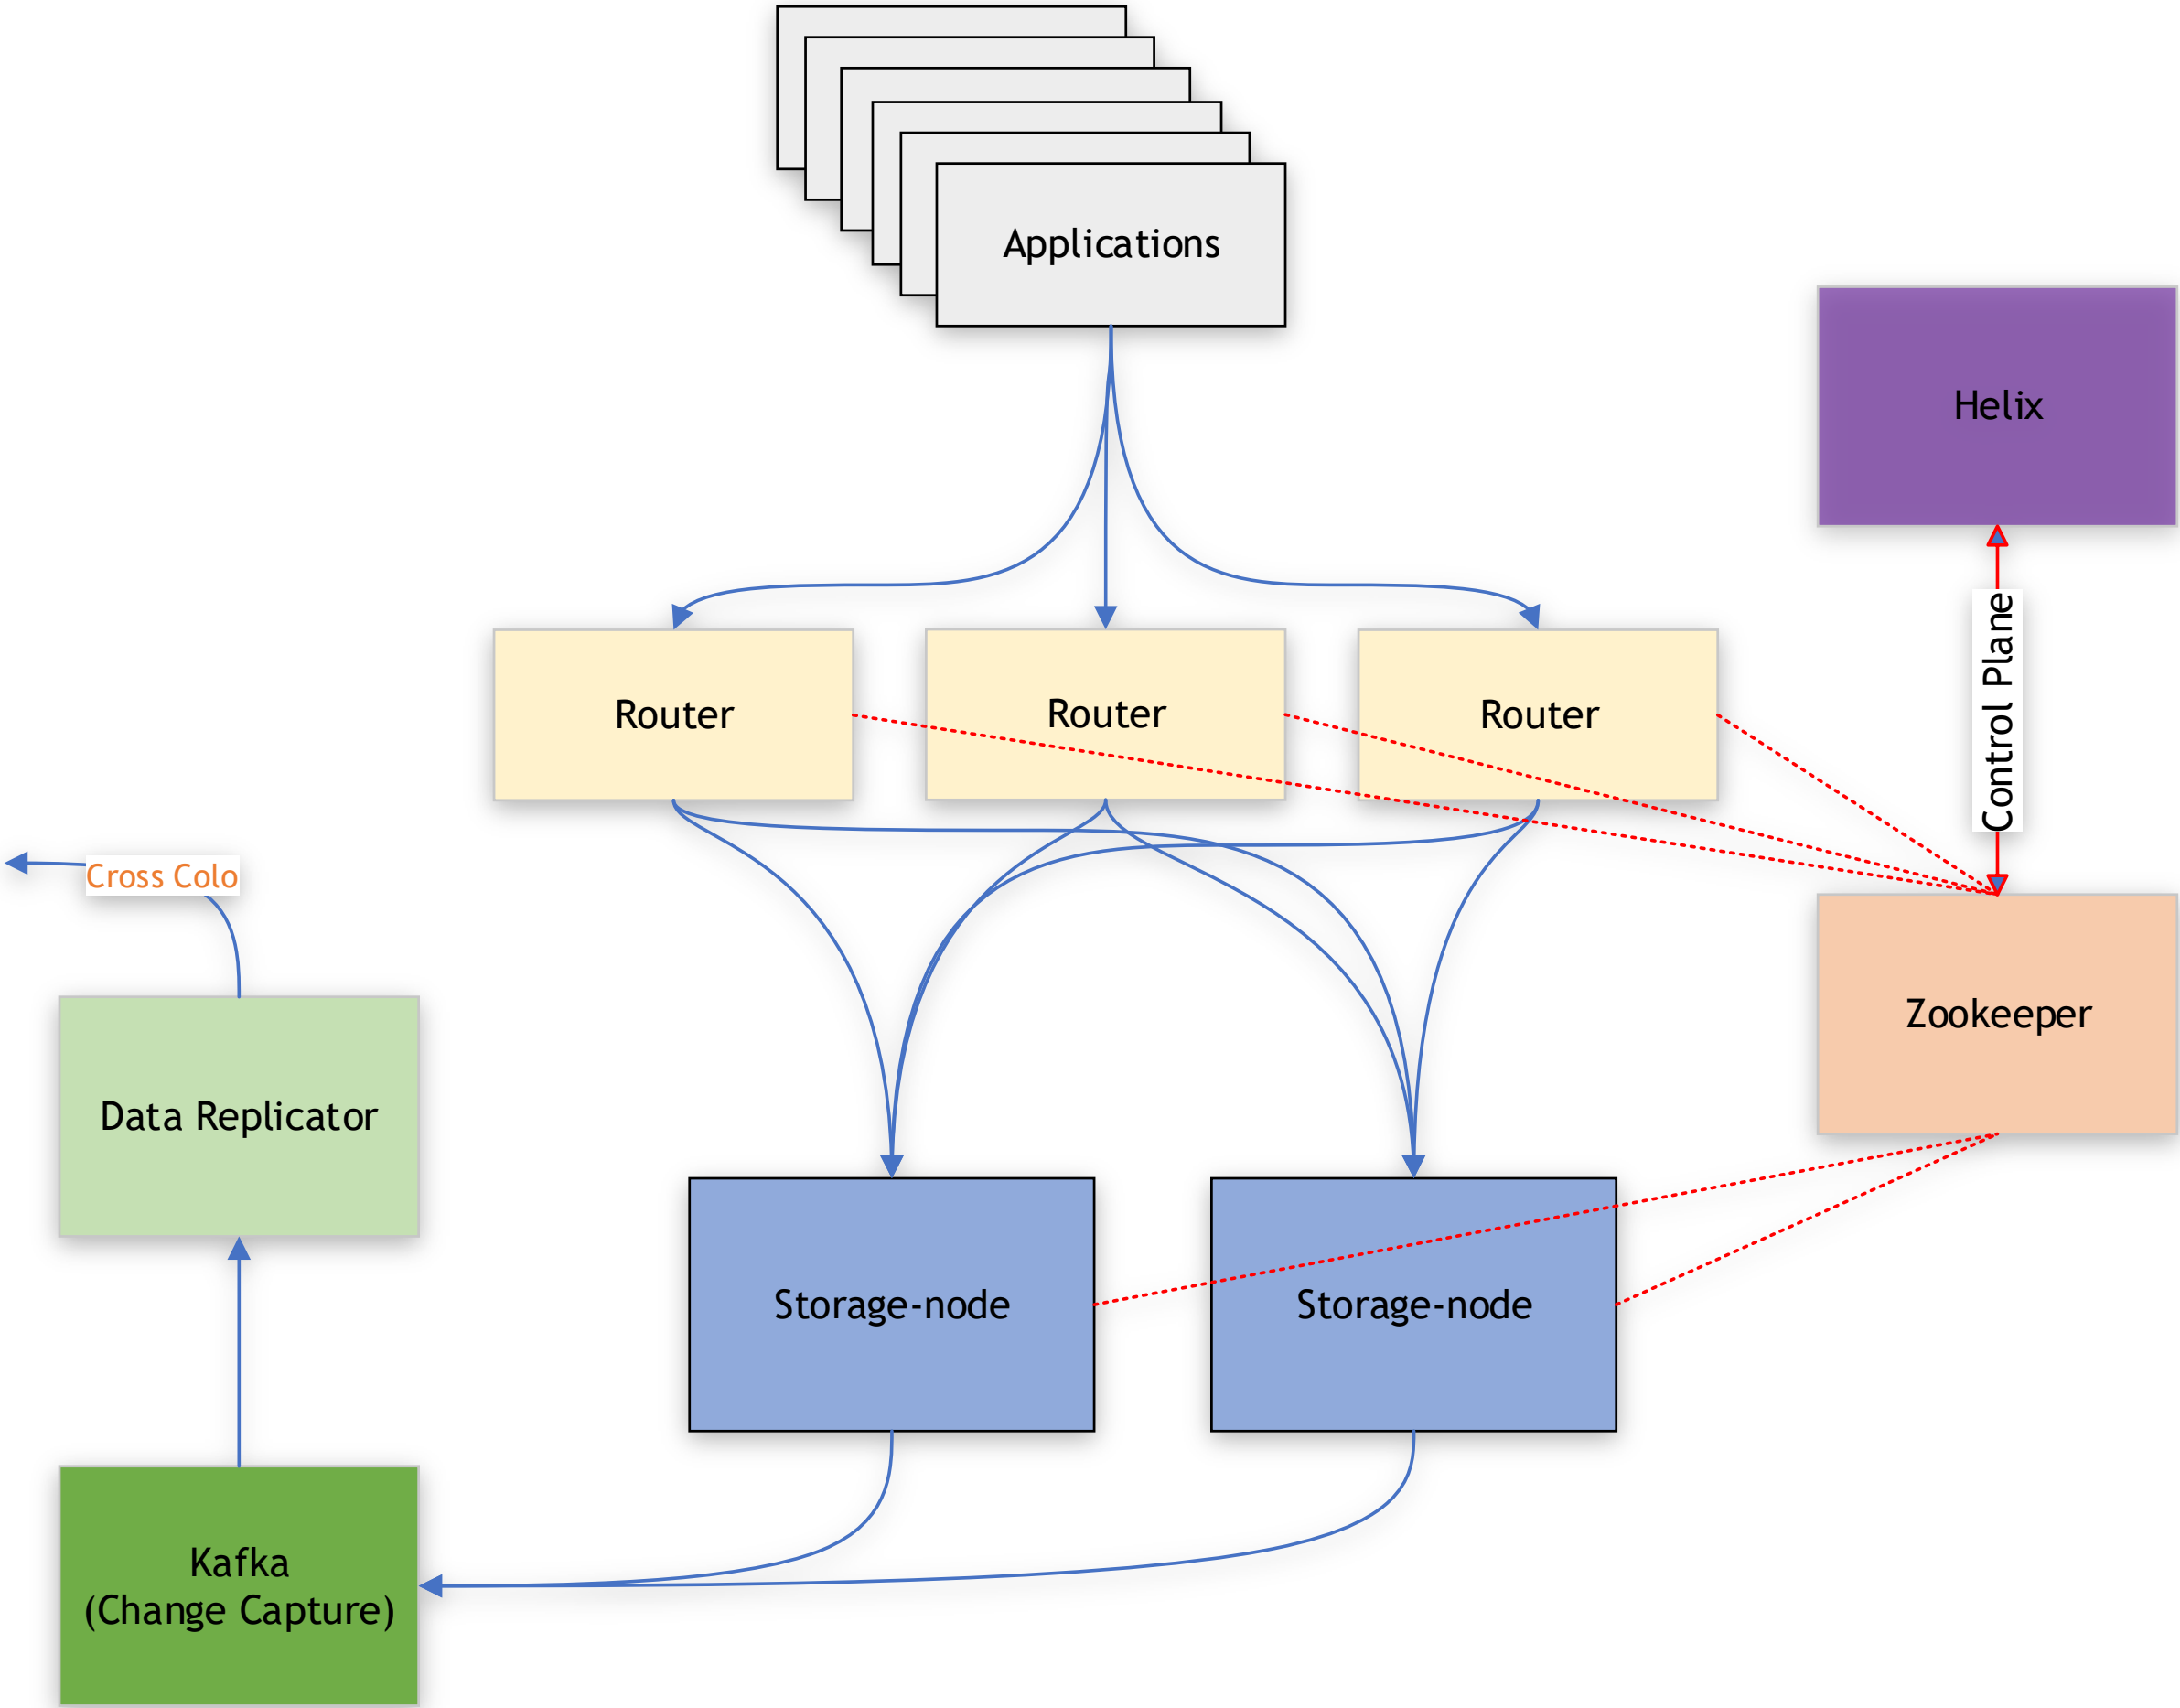 Applications
Helix
Control Plane
Router
Router
Router
Cross Colo
Zookeeper
Data Replicator
Storage-node
Storage-node
Kafka
(Change Capture)